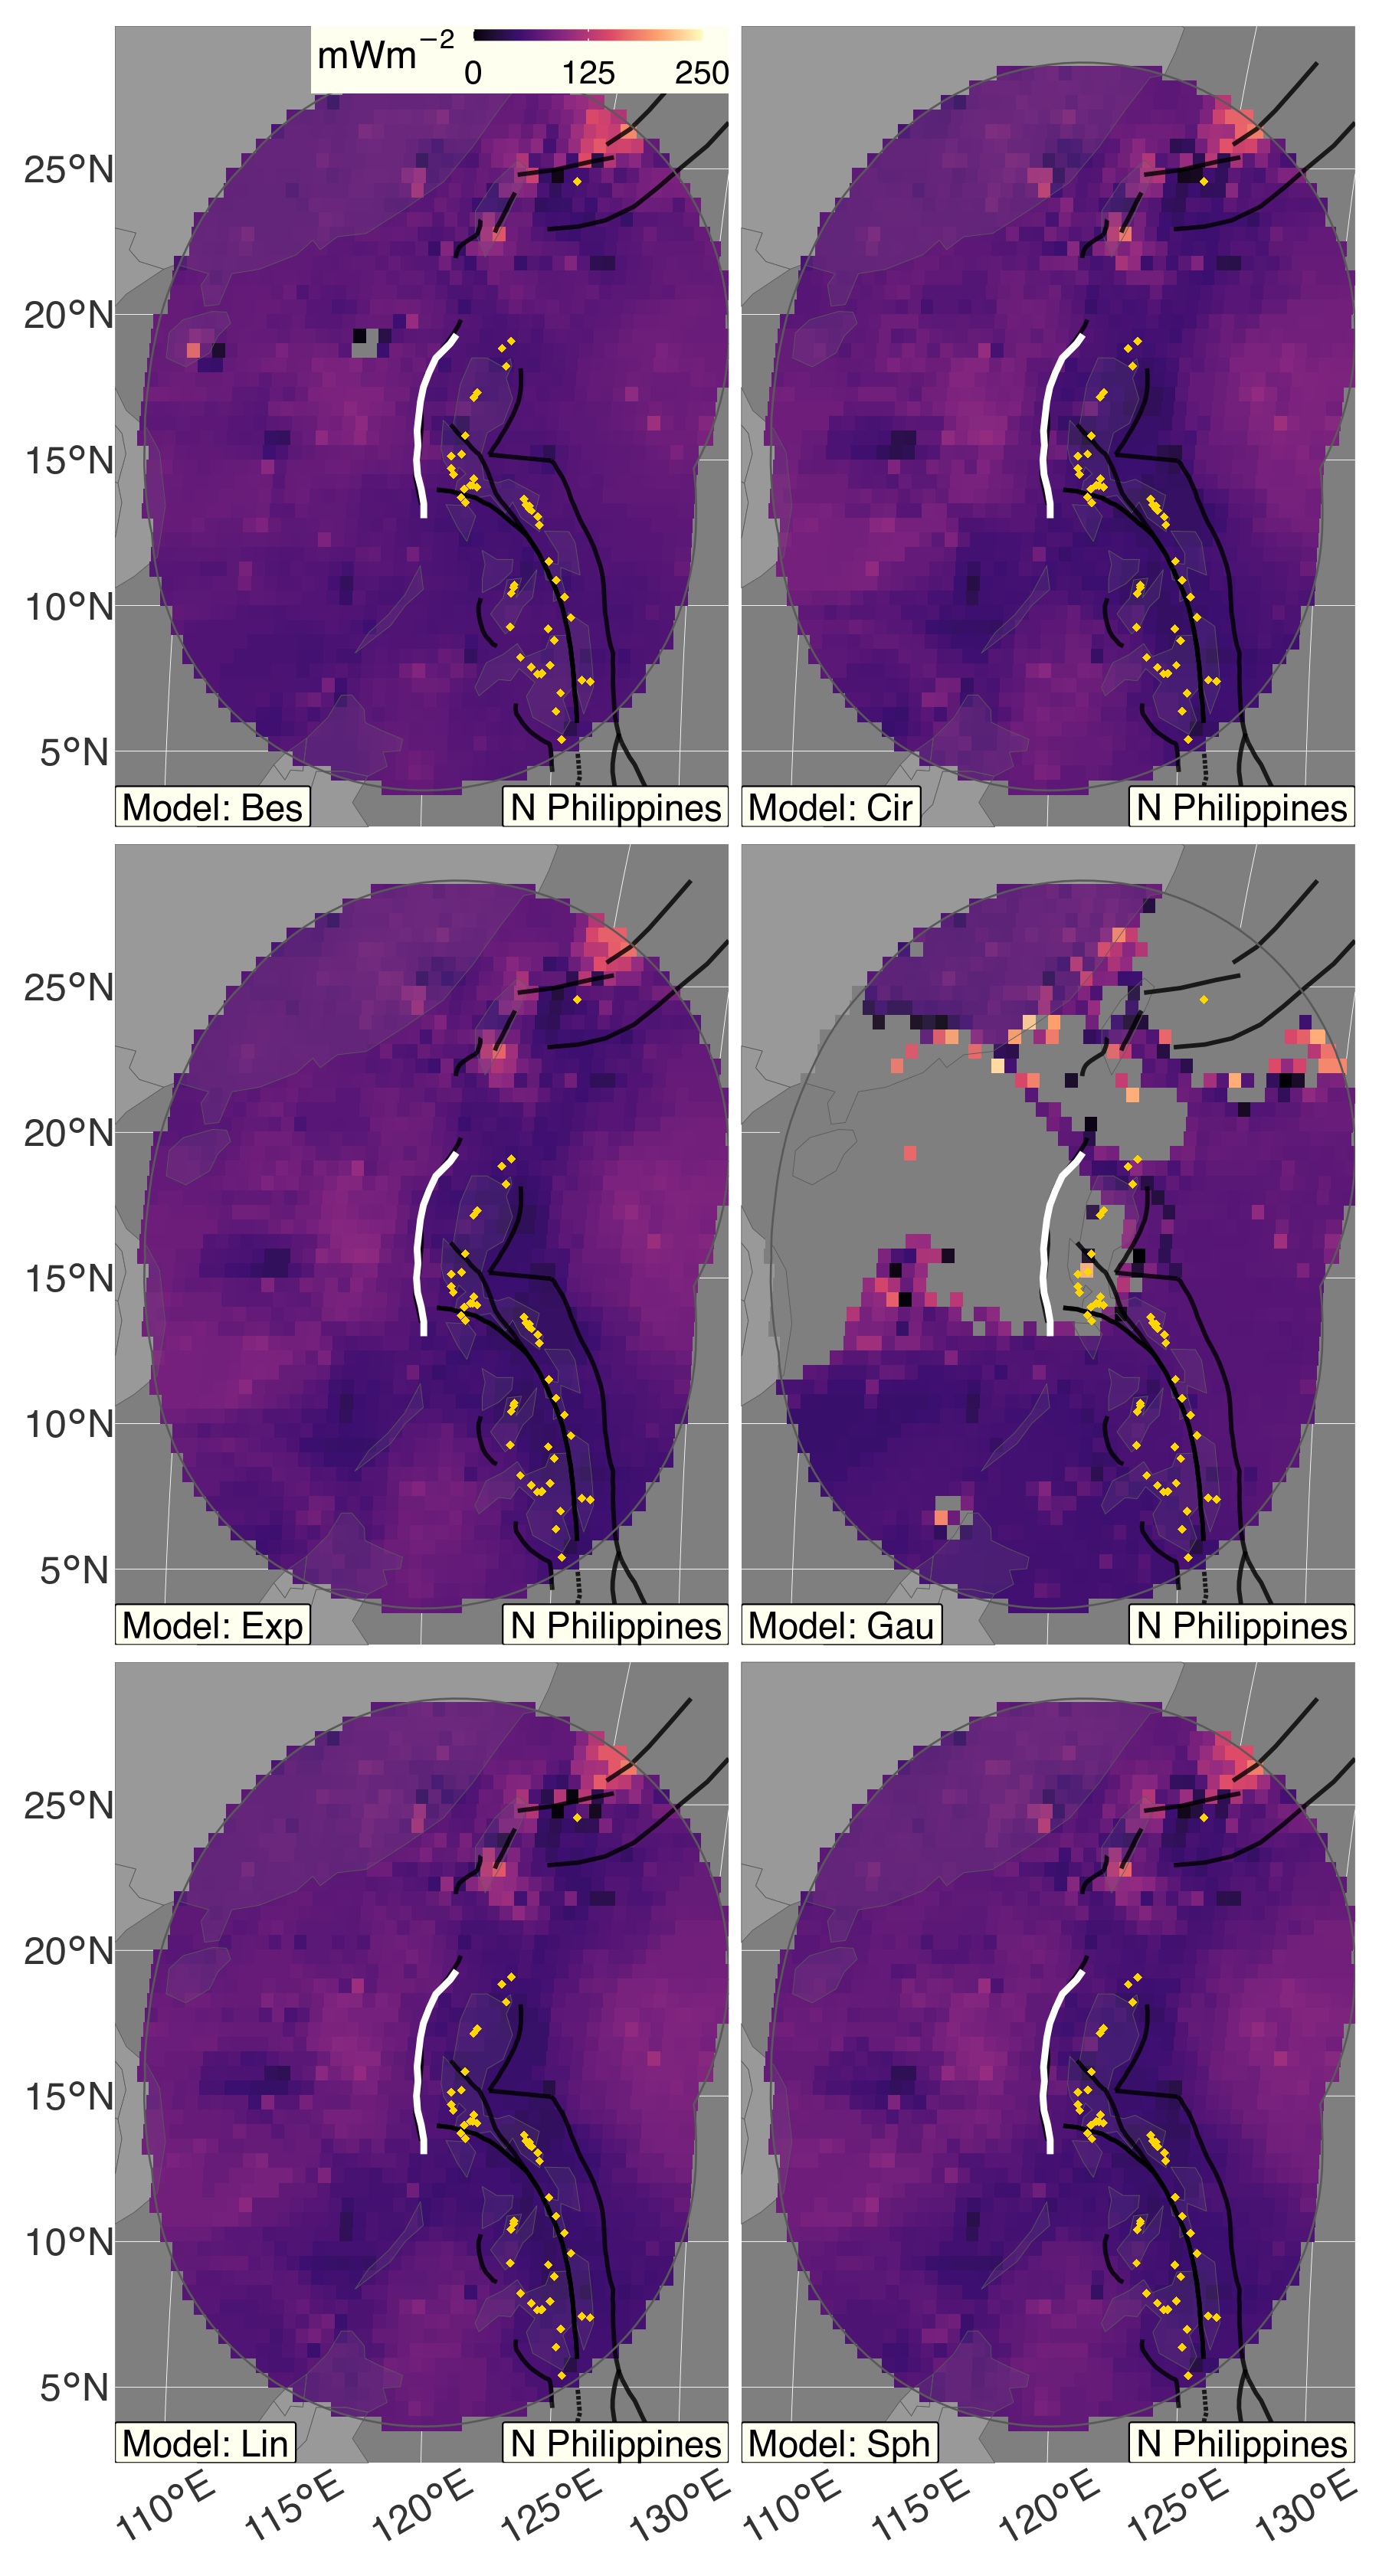 mWm−2
0 125 250
25°N
20°N
15°N
10°N
5°N
Model: Bes N Philippines
Model: Cir N Philippines
25°N
20°N
15°N
10°N
5°N
Model: Exp N Philippines
Model: Gau N Philippines
25°N
20°N
15°N
10°N
5°N
Model: Lin N Philippines
Model: Sph N Philippines
110°E 115°E 120°E 125°E 130°E
110°E 115°E 120°E 125°E 130°E